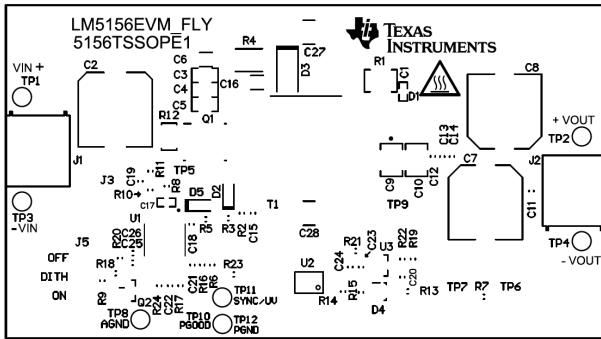 LM5156EVM_FLY
5156TSSOPE1
TEXAS
INSTRUMENTS
VIN +
TP1
C2
C6
C3
C4
C5
C16
Q1
R4
C27
D3
R1
C1
D1
C8
R12
J1
TP5
+ VOUT
TP2
C13
C14
C7
J2
J3
C19
R11
R10
R8
C17
D5
D2
C9
C10
C12
TP9
C11
TP3
-VIN
U1
C18
R5
R3
R2
C15
T1
C28
TP4
- VOUT
J5
OFF
DITH
ON
R20
C26
C25
R18
R9
Q2
TP8
AGND
R24
C22
R17
C21
R16
R6
R23
TP11
SYNC/UV
TP10
PGOOD
TP12
PGND
U2
R14
R21
C23
C24
U3
R15
D4
R22
R19
C20
R13
TP7
R7
TP6